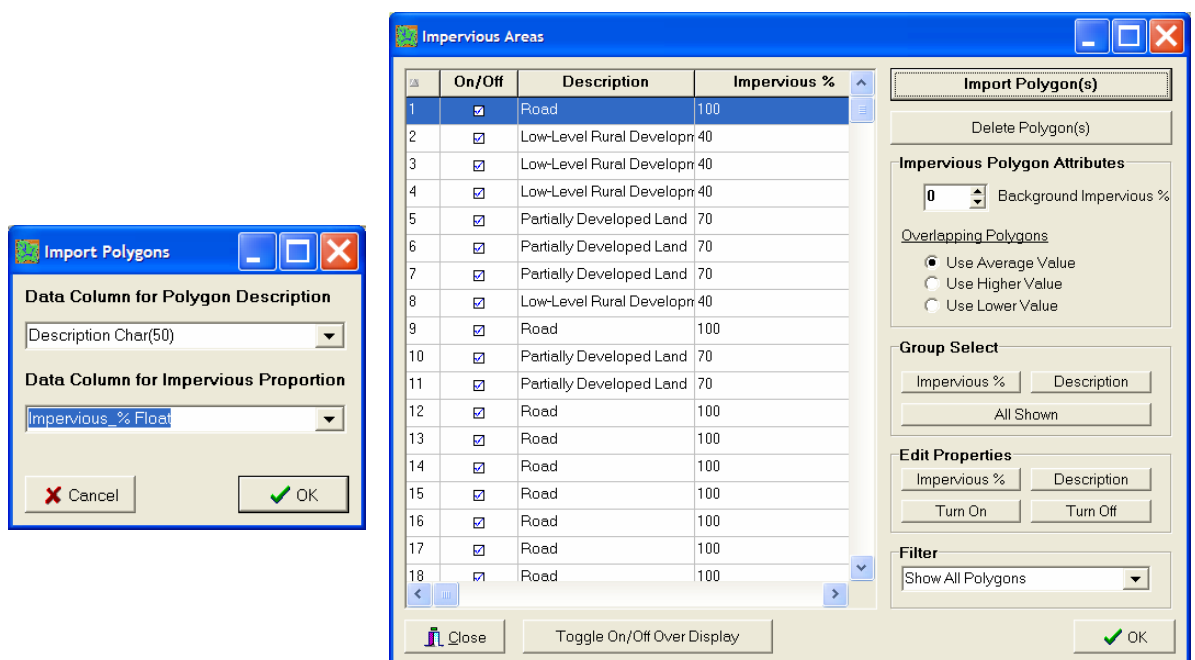 Import Polygons
Data Column for Polygon Description
Description Char(50)
Data Column for Impervious Proportion
Impervious_% Float
Cancel
OK
Impervious Areas
On/Off Description Impervious %
1 Road 100
2 Low-Level Rural Developm 40
3 Low-Level Rural Developm 40
4 Low-Level Rural Developm 40
5 Partially Developed Land 70
6 Partially Developed Land 70
7 Partially Developed Land 70
8 Low-Level Rural Developm 40
9 Road 100
10 Partially Developed Land 70
11 Partially Developed Land 70
12 Road 100
13 Road 100
14 Road 100
15 Road 100
16 Road 100
17 Road 100
18 Road 100
Close
Toggle On/Off Over Display
Import Polygon(s)
Delete Polygon(s)
Impervious Polygon Attributes
0 Background Impervious %
Overlapping Polygons
Use Average Value
Use Higher Value
Use Lower Value
Group Select
Impervious % Description
All Shown
Edit Properties
Impervious % Description
Turn On Turn Off
Filter
Show All Polygons
OK